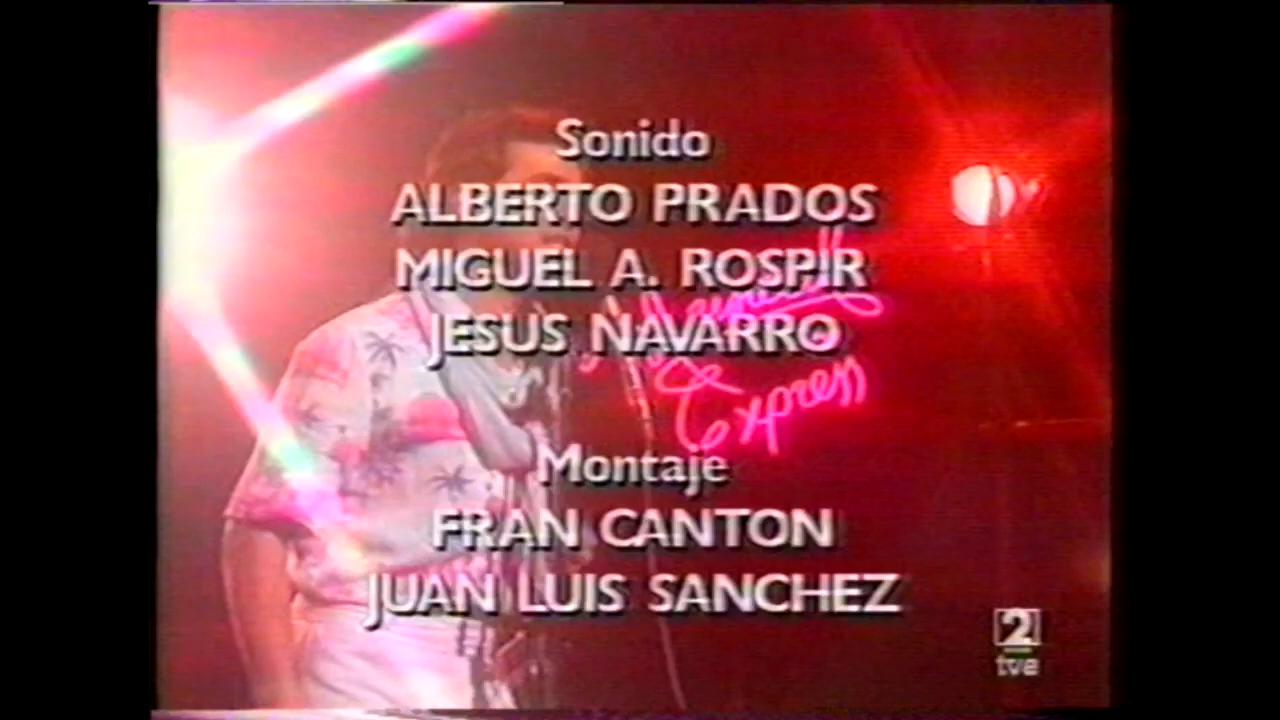 Sonido
ALBERTO PRADOS
MIGUEL A. ROSPIR
JESUS NAVARRO
Express
Montaje
FRAN CANTON
JUAN LUIS SANCHEZ
2
tve